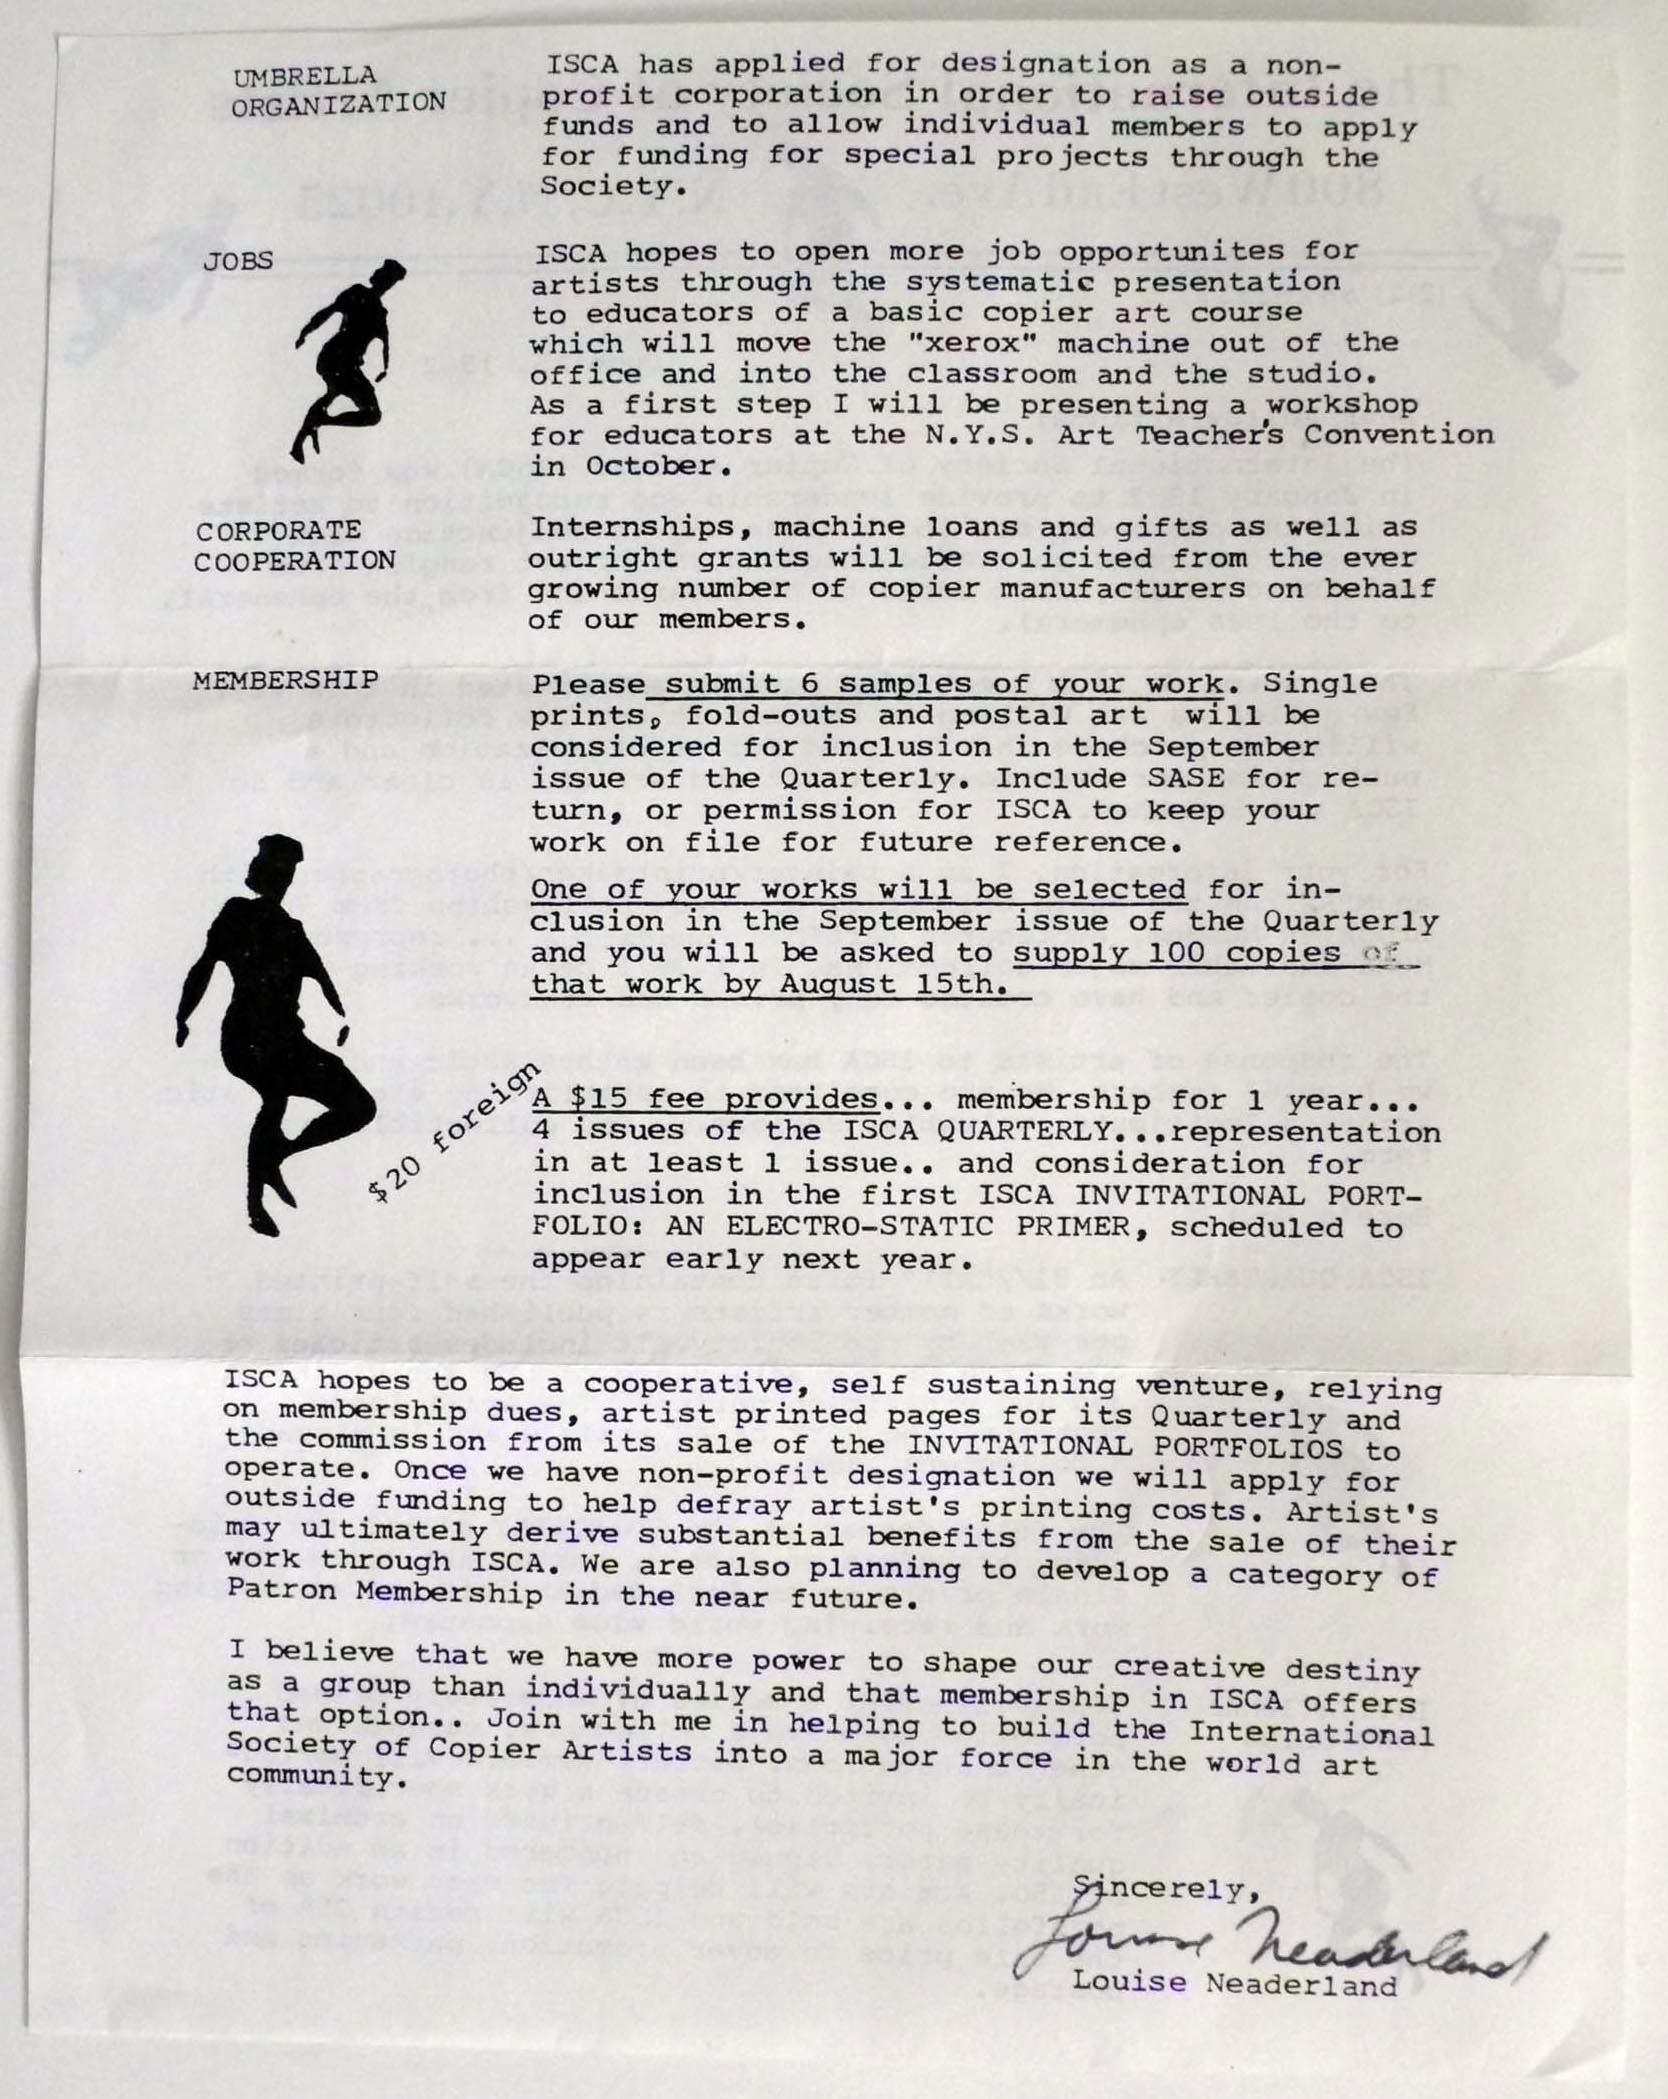 UMBRELLA
ORGANIZATION
ISCA has applied for designation as a non-
profit corporation in order to raise outside
funds and to allow individual members to apply
for funding for special projects through the
Society.
JOBS
ISCA hopes to open more job opportunites for
artists through the systematic presentation
to educators of a basic copier art course
which will move the "xerox" machine out of the
office and into the classroom and the studio.
As a first step I will be presenting a workshop
for educators at the N.Y.S. Art Teacher's Convention
in October.
CORPORATE
COOPERATION
Internships, machine loans and gifts as well as
outright grants will be solicited from the ever
growing number of copier manufacturers on behalf
of our members.
MEMBERSHIP
Please submit 6 samples of your work. Single
prints, fold-outs and postal art will be
considered for inclusion in the September
issue of the Quarterly. Include SASE for re-
turn, or permission for ISCA to keep your
work on file for future reference.
One of your works will be selected for in-
clusion in the September issue of the Quarterly
and you will be asked to supply 100 copies of
that work by August 15th.
$20 foreign
A $15 fee provides... membership for 1 year...
4 issues of the ISCA QUARTERLY...representation
in at least 1 issue.. and consideration for
inclusion in the first ISCA INVITATIONAL PORT-
FOLIO: AN ELECTRO-STATIC PRIMER, scheduled to
appear early next year.
ISCA hopes to be a cooperative, self sustaining venture, relying
on membership dues, artist printed pages for its Quarterly and
the commission from its sale of the INVITATIONAL PORTFOLIOS to
operate. Once we have non-profit designation we will apply for
outside funding to help defray artist's printing costs. Artist's
may ultimately derive substantial benefits from the sale of their
work through ISCA. We are also planning to develop a category of
Patron Membership in the near future.
I believe that we have more power to shape our creative destiny
as a group than individually and that membership in ISCA offers
that option.. Join with me in helping to build the International
Society of Copier Artists into a major force in the world art
community.
Sincerely,
Louise Neaderland
Louise Neaderland